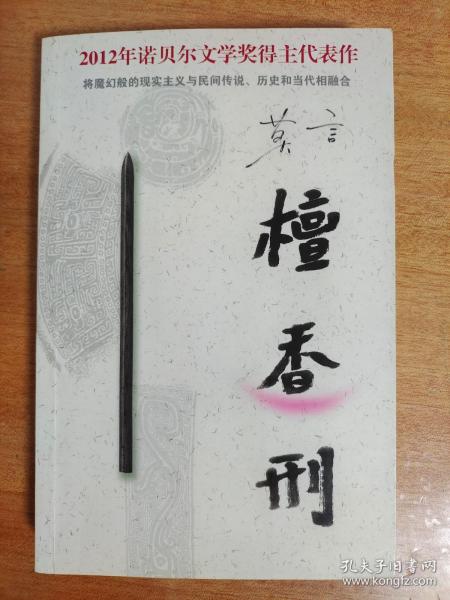 2012年诺贝尔文学奖得主代表作
将魔幻般的现实主义与民间传说、历史和当代相融合
莫言
檀
香
刑
孔夫子旧书网
www.kongfz.com